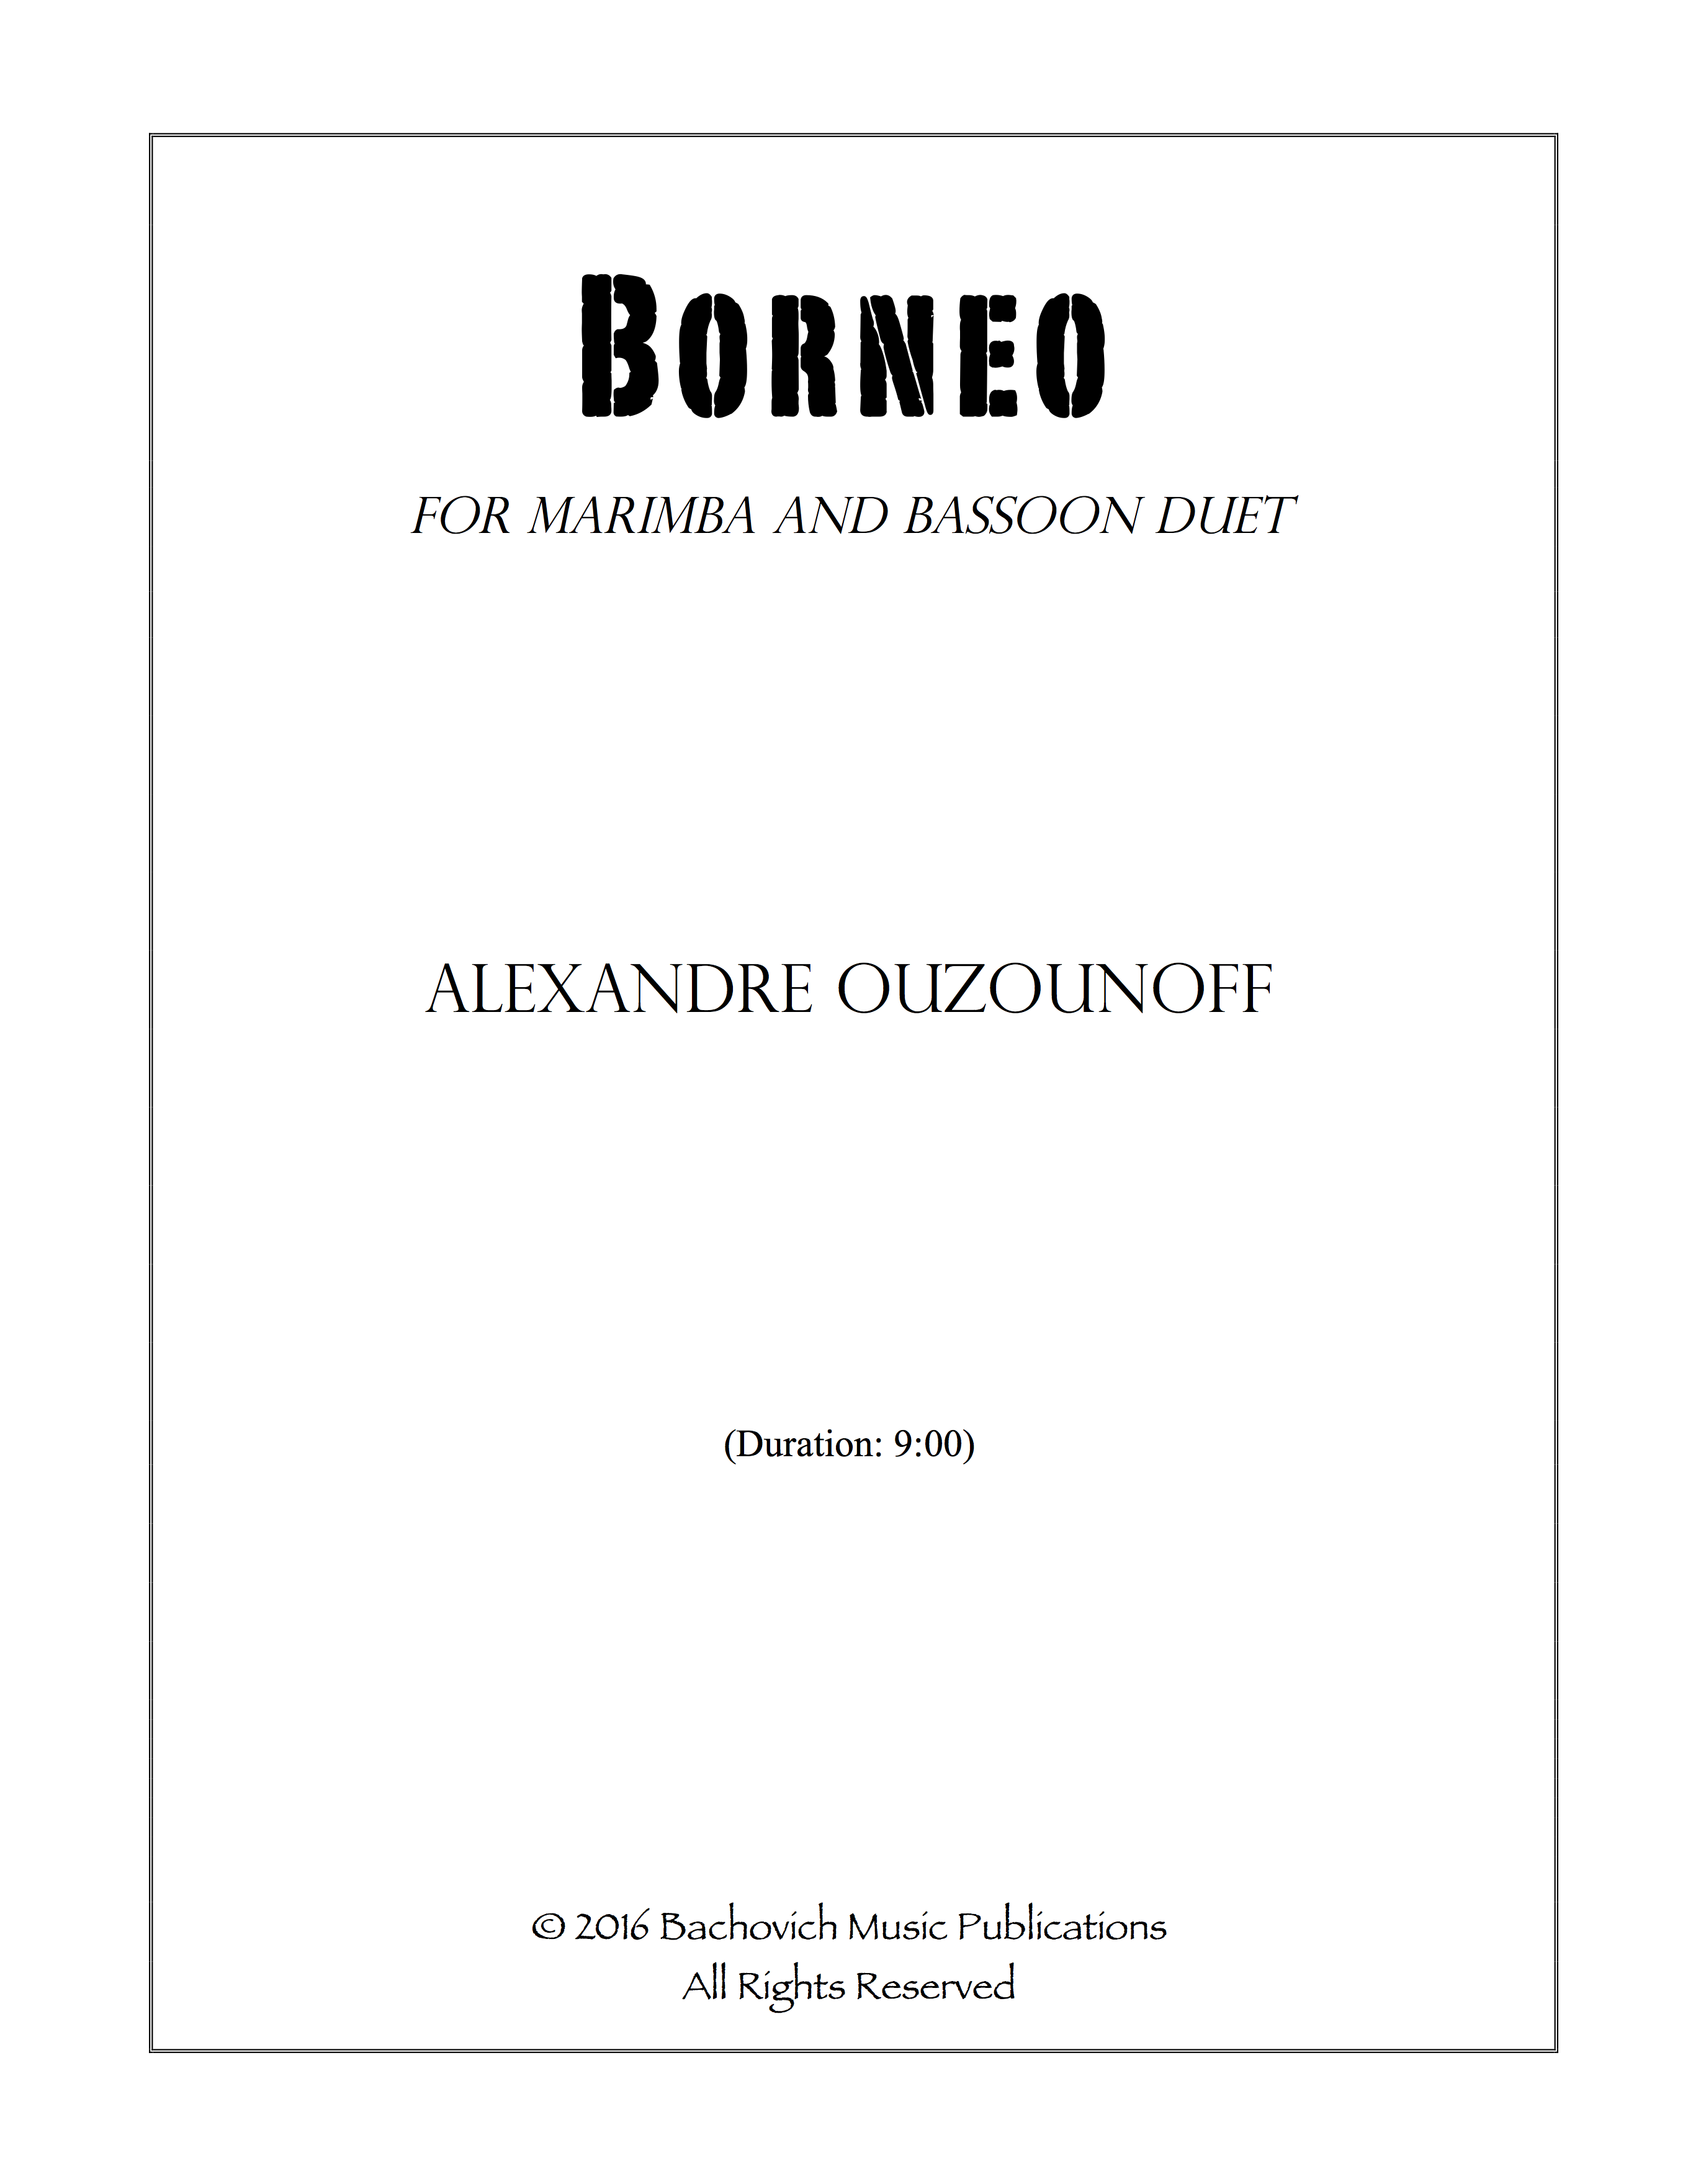 BORNEO
FOR MARIMBA AND BASSOON DUET
ALEXANDRE OUZOUNOFF
(Duration: 9:00)
© 2016 Bachovich Music Publications
All Rights Reserved